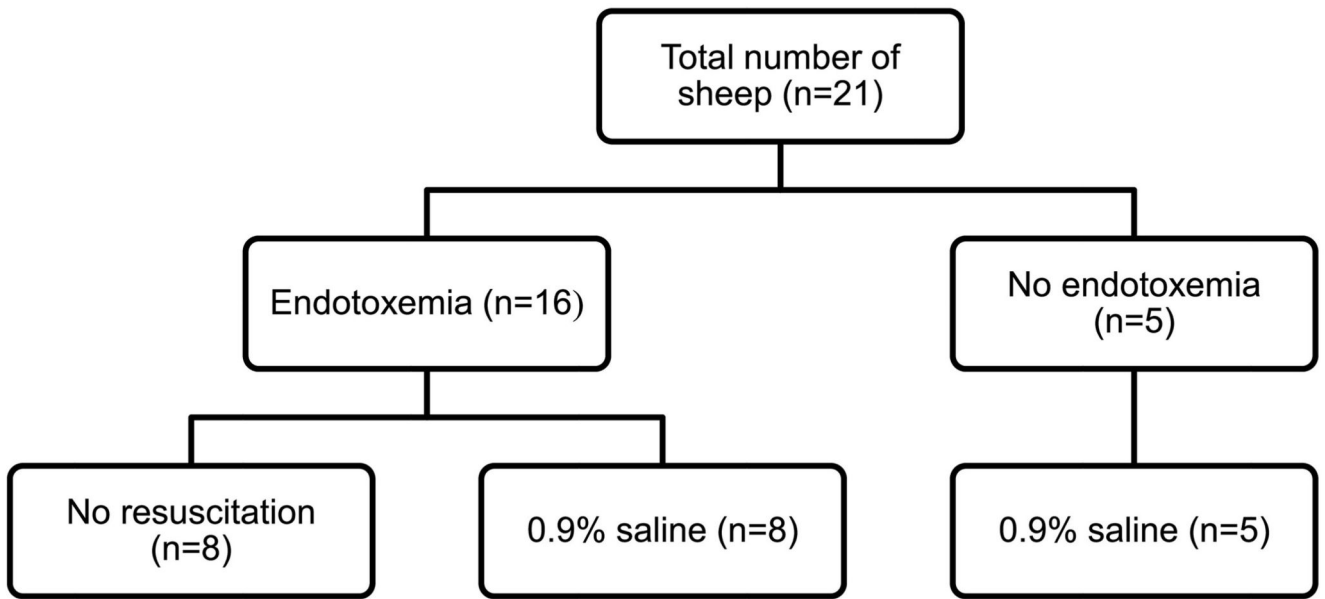 Total number of
sheep (n=21)
Endotoxemia (n=16)
No endotoxemia
(n=5)
No resuscitation
(n=8)
0.9% saline (n=8)
0.9% saline (n=5)